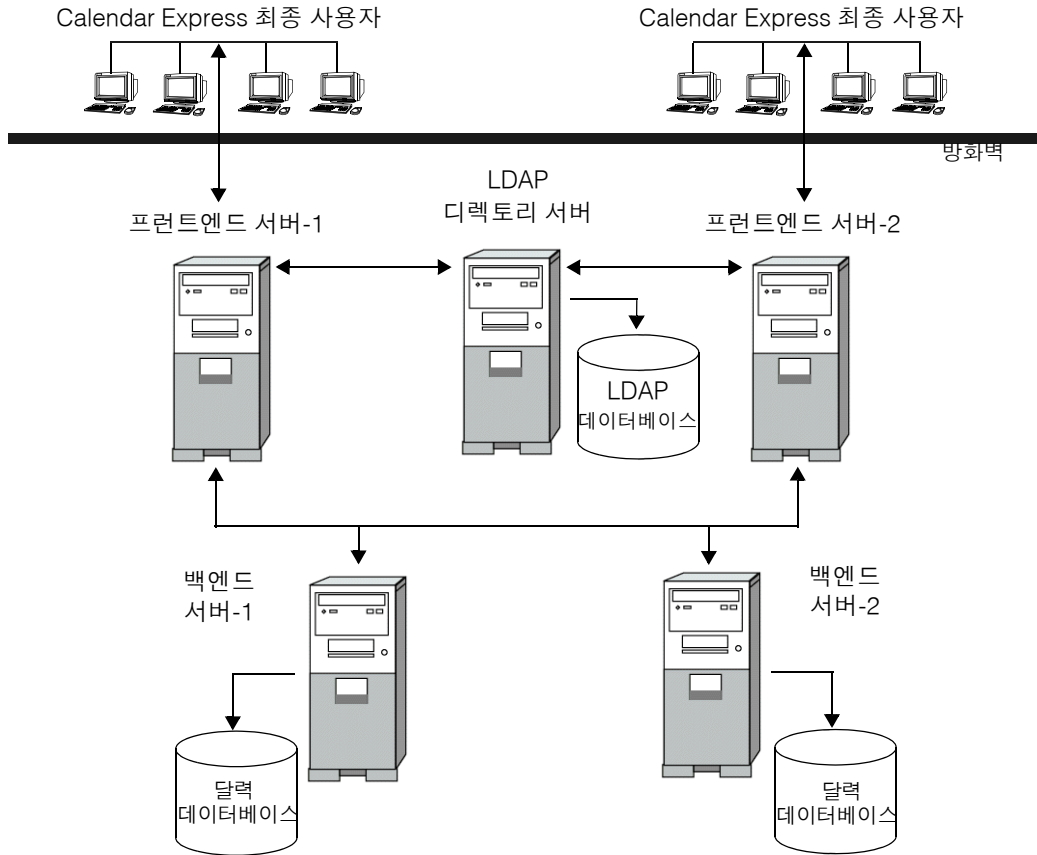 Calendar Express 최종 사용자
Calendar Express 최종 사용자
방화벽
LDAP
디렉토리 서버
프런트엔드 서버-1
프런트엔드 서버-2
LDAP
데이터베이스
백엔드
서버-1
백엔드
서버-2
달력
데이터베이스
달력
데이터베이스